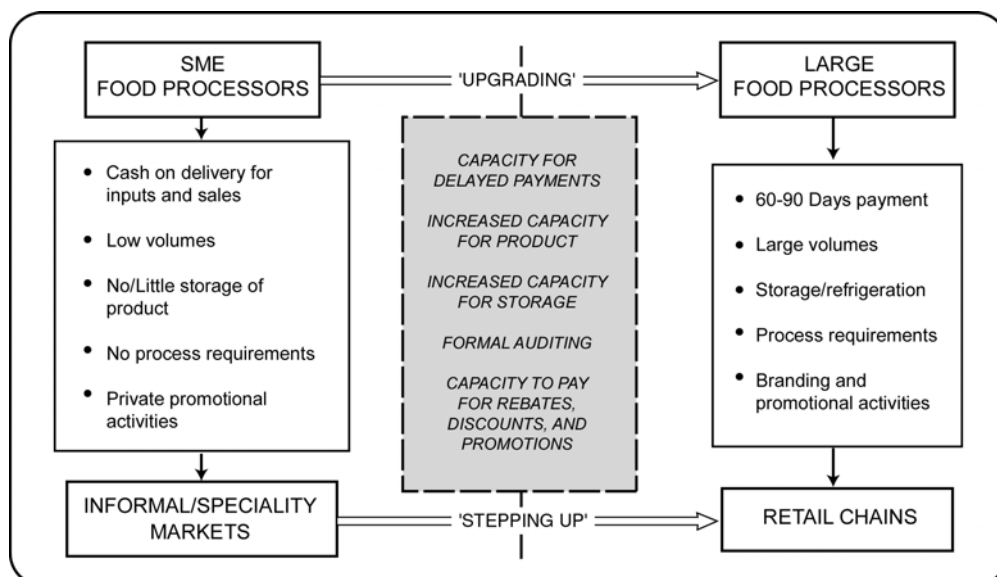 SME
FOOD PROCESSORS
'UPGRADING'
LARGE
FOOD PROCESSORS
• Cash on delivery for
inputs and sales
• Low volumes
• No/Little storage of
product
• No process requirements
• Private promotional
activities
CAPACITY FOR
DELAYED PAYMENTS
INCREASED CAPACITY
FOR PRODUCT
INCREASED CAPACITY
FOR STORAGE
FORMAL AUDITING
CAPACITY TO PAY
FOR REBATES,
DISCOUNTS, AND
PROMOTIONS
• 60-90 Days payment
• Large volumes
• Storage/refrigeration
• Process requirements
• Branding and
promotional activities
INFORMAL/SPECIALITY
MARKETS
'STEPPING UP'
RETAIL CHAINS